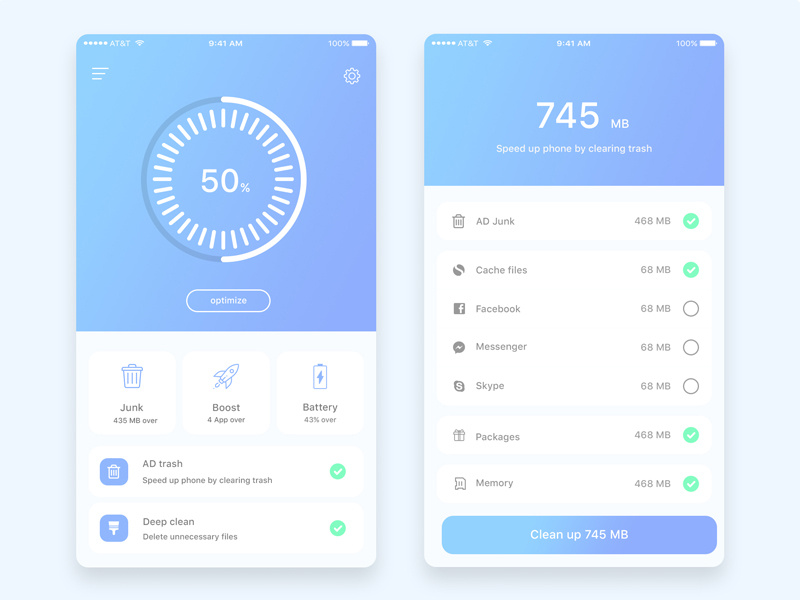 AT&T 9:41 AM 100%
50%
optimize
Junk
435 MB over
Boost
4 App over
Battery
43% over
AD trash
Speed up phone by clearing trash
Deep clean
Delete unnecessary files
AT&T 9:41 AM 100%
745 MB
Speed up phone by clearing trash
AD Junk 468 MB
Cache files 68 MB
Facebook 68 MB
Messenger 68 MB
Skype 68 MB
Packages 468 MB
Memory 468 MB
Clean up 745 MB